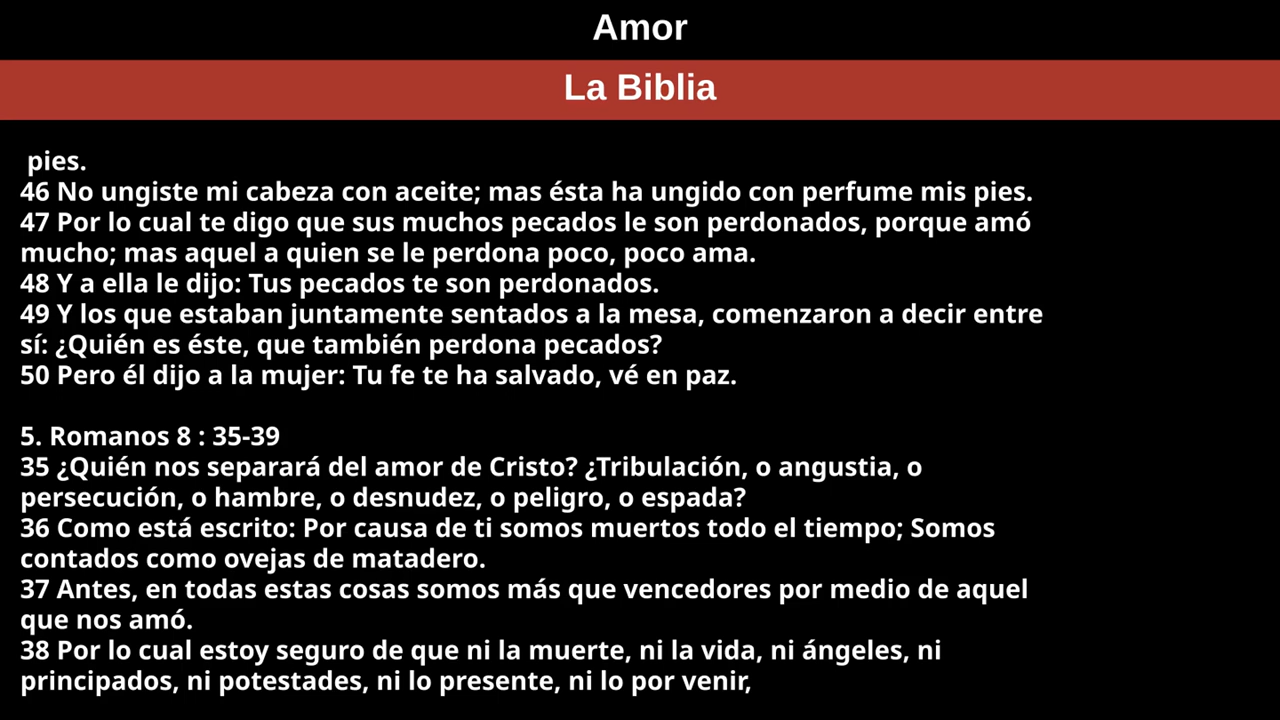 Amor
La Biblia
pies.
46 No ungiste mi cabeza con aceite; mas ésta ha ungido con perfume mis pies.
47 Por lo cual te digo que sus muchos pecados le son perdonados, porque amó
mucho; mas aquel a quien se le perdona poco, poco ama.
48 Y a ella le dijo: Tus pecados te son perdonados.
49 Y los que estaban juntamente sentados a la mesa, comenzaron a decir entre
sí: ¿Quién es éste, que también perdona pecados?
50 Pero él dijo a la mujer: Tu fe te ha salvado, vé en paz.

5. Romanos 8 : 35-39
35 ¿Quién nos separará del amor de Cristo? ¿Tribulación, o angustia, o
persecución, o hambre, o desnudez, o peligro, o espada?
36 Como está escrito: Por causa de ti somos muertos todo el tiempo; Somos
contados como ovejas de matadero.
37 Antes, en todas estas cosas somos más que vencedores por medio de aquel
que nos amó.
38 Por lo cual estoy seguro de que ni la muerte, ni la vida, ni ángeles, ni
principados, ni potestades, ni lo presente, ni lo por venir,